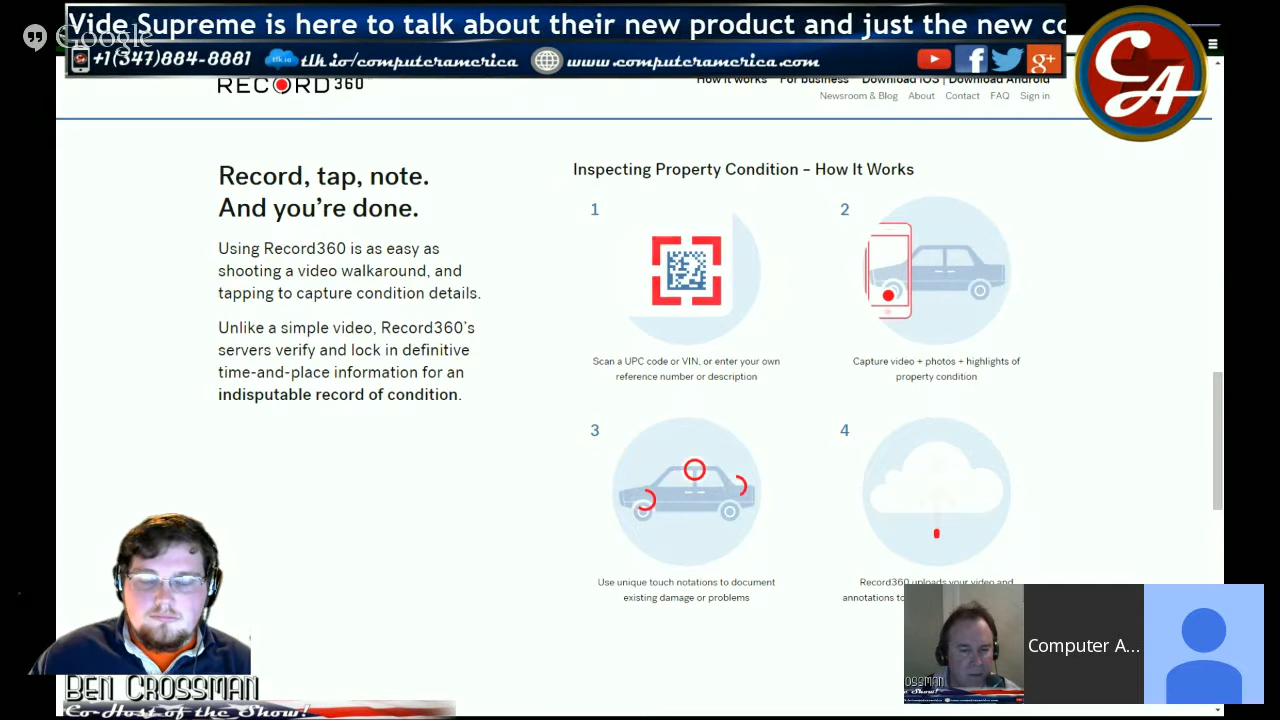 Vide Supreme is here to talk about their new product and just the new co
Google
+1(347)884-8881 tlk.io/computeramerica www.computeramerica.com
CA
RECORD360
How it works For business Download iOS | Download Android
Newsroom & Blog About Contact FAQ Sign in
Record, tap, note.
And you’re done.
Using Record360 is as easy as
shooting a video walkaround, and
tapping to capture condition details.
Unlike a simple video, Record360’s
servers verify and lock in definitive
time-and-place information for an
indisputable record of condition.
Inspecting Property Condition – How It Works
1
Scan a UPC code or VIN, or enter your own
reference number or description
2
Capture video + photos + highlights of
property condition
3
Use unique touch notations to document
existing damage or problems
4
Record360 uploads your video and
annotations to
BEN CROSSMAN
Co-Host of the Show!
Computer A...